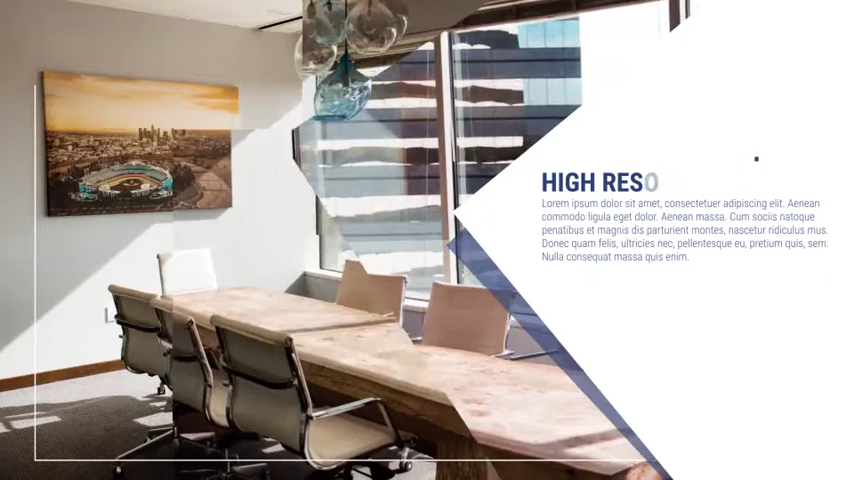 HIGH RESO
Lorem ipsum dolor sit amet, consectetuer adipiscing elit. Aenean
commodo ligula eget dolor. Aenean massa. Cum sociis natoque
penatibus et magnis dis parturient montes, nascetur ridiculus mus.
Donec quam felis, ultricies nec, pellentesque eu, pretium quis, sem.
Nulla consequat massa quis enim.